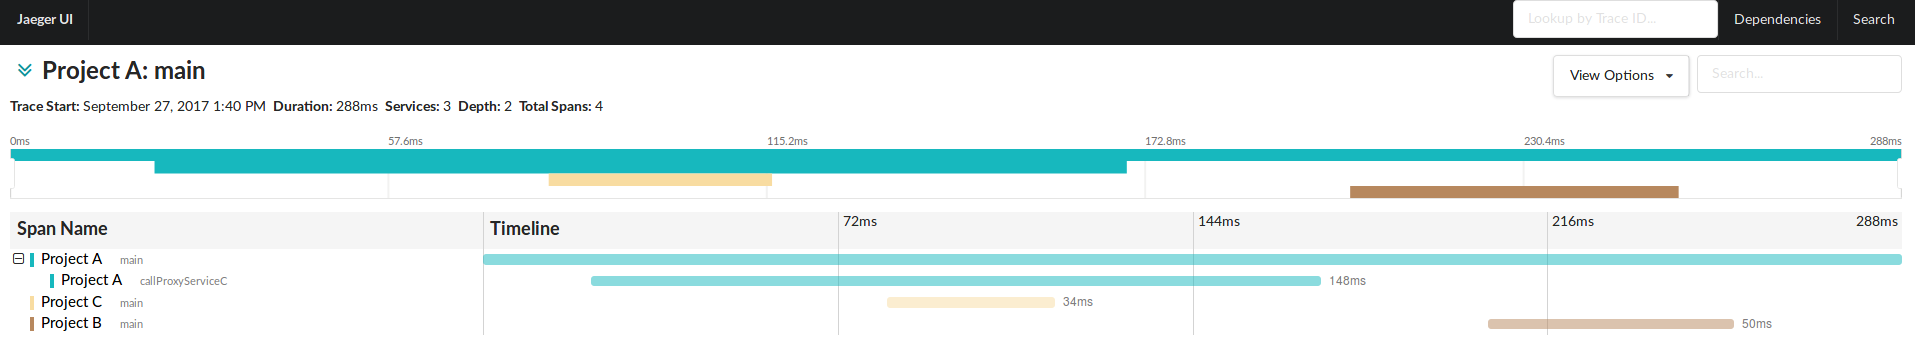 Jaeger UI Lookup by Trace ID... Dependencies Search
Project A: main View Options Search...
Trace Start: September 27, 2017 1:40 PM Duration: 288ms Services: 3 Depth: 2 Total Spans: 4
0ms 57.6ms 115.2ms 172.8ms 230.4ms 288ms
Span Name Timeline 72ms 144ms 216ms 288ms
Project A main
Project A callProxyServiceC 148ms
Project C main 34ms
Project B main 50ms